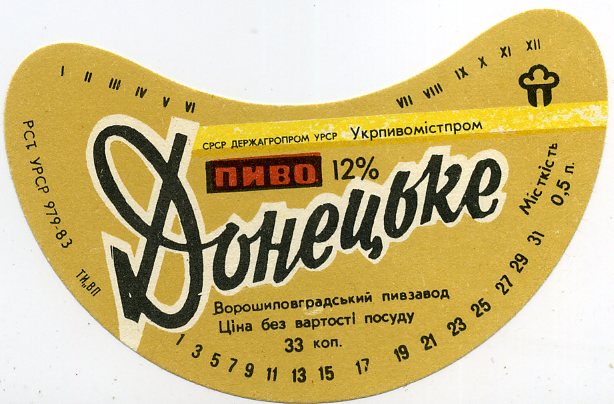 I II III IV V VI VII VIII IX X XI XII
СРСР ДЕРЖАГРОПРОМ УРСР Укрпивомістпром
ПИВО 12%
Донецьке
РСТ УРСР 979-83
Місткість
0,5 л.
Ворошиловградський пивзавод
Ціна без вартості посуду
33 коп.
1 3 5 7 9 11 13 15 17 19 21 23 25 27 29 31